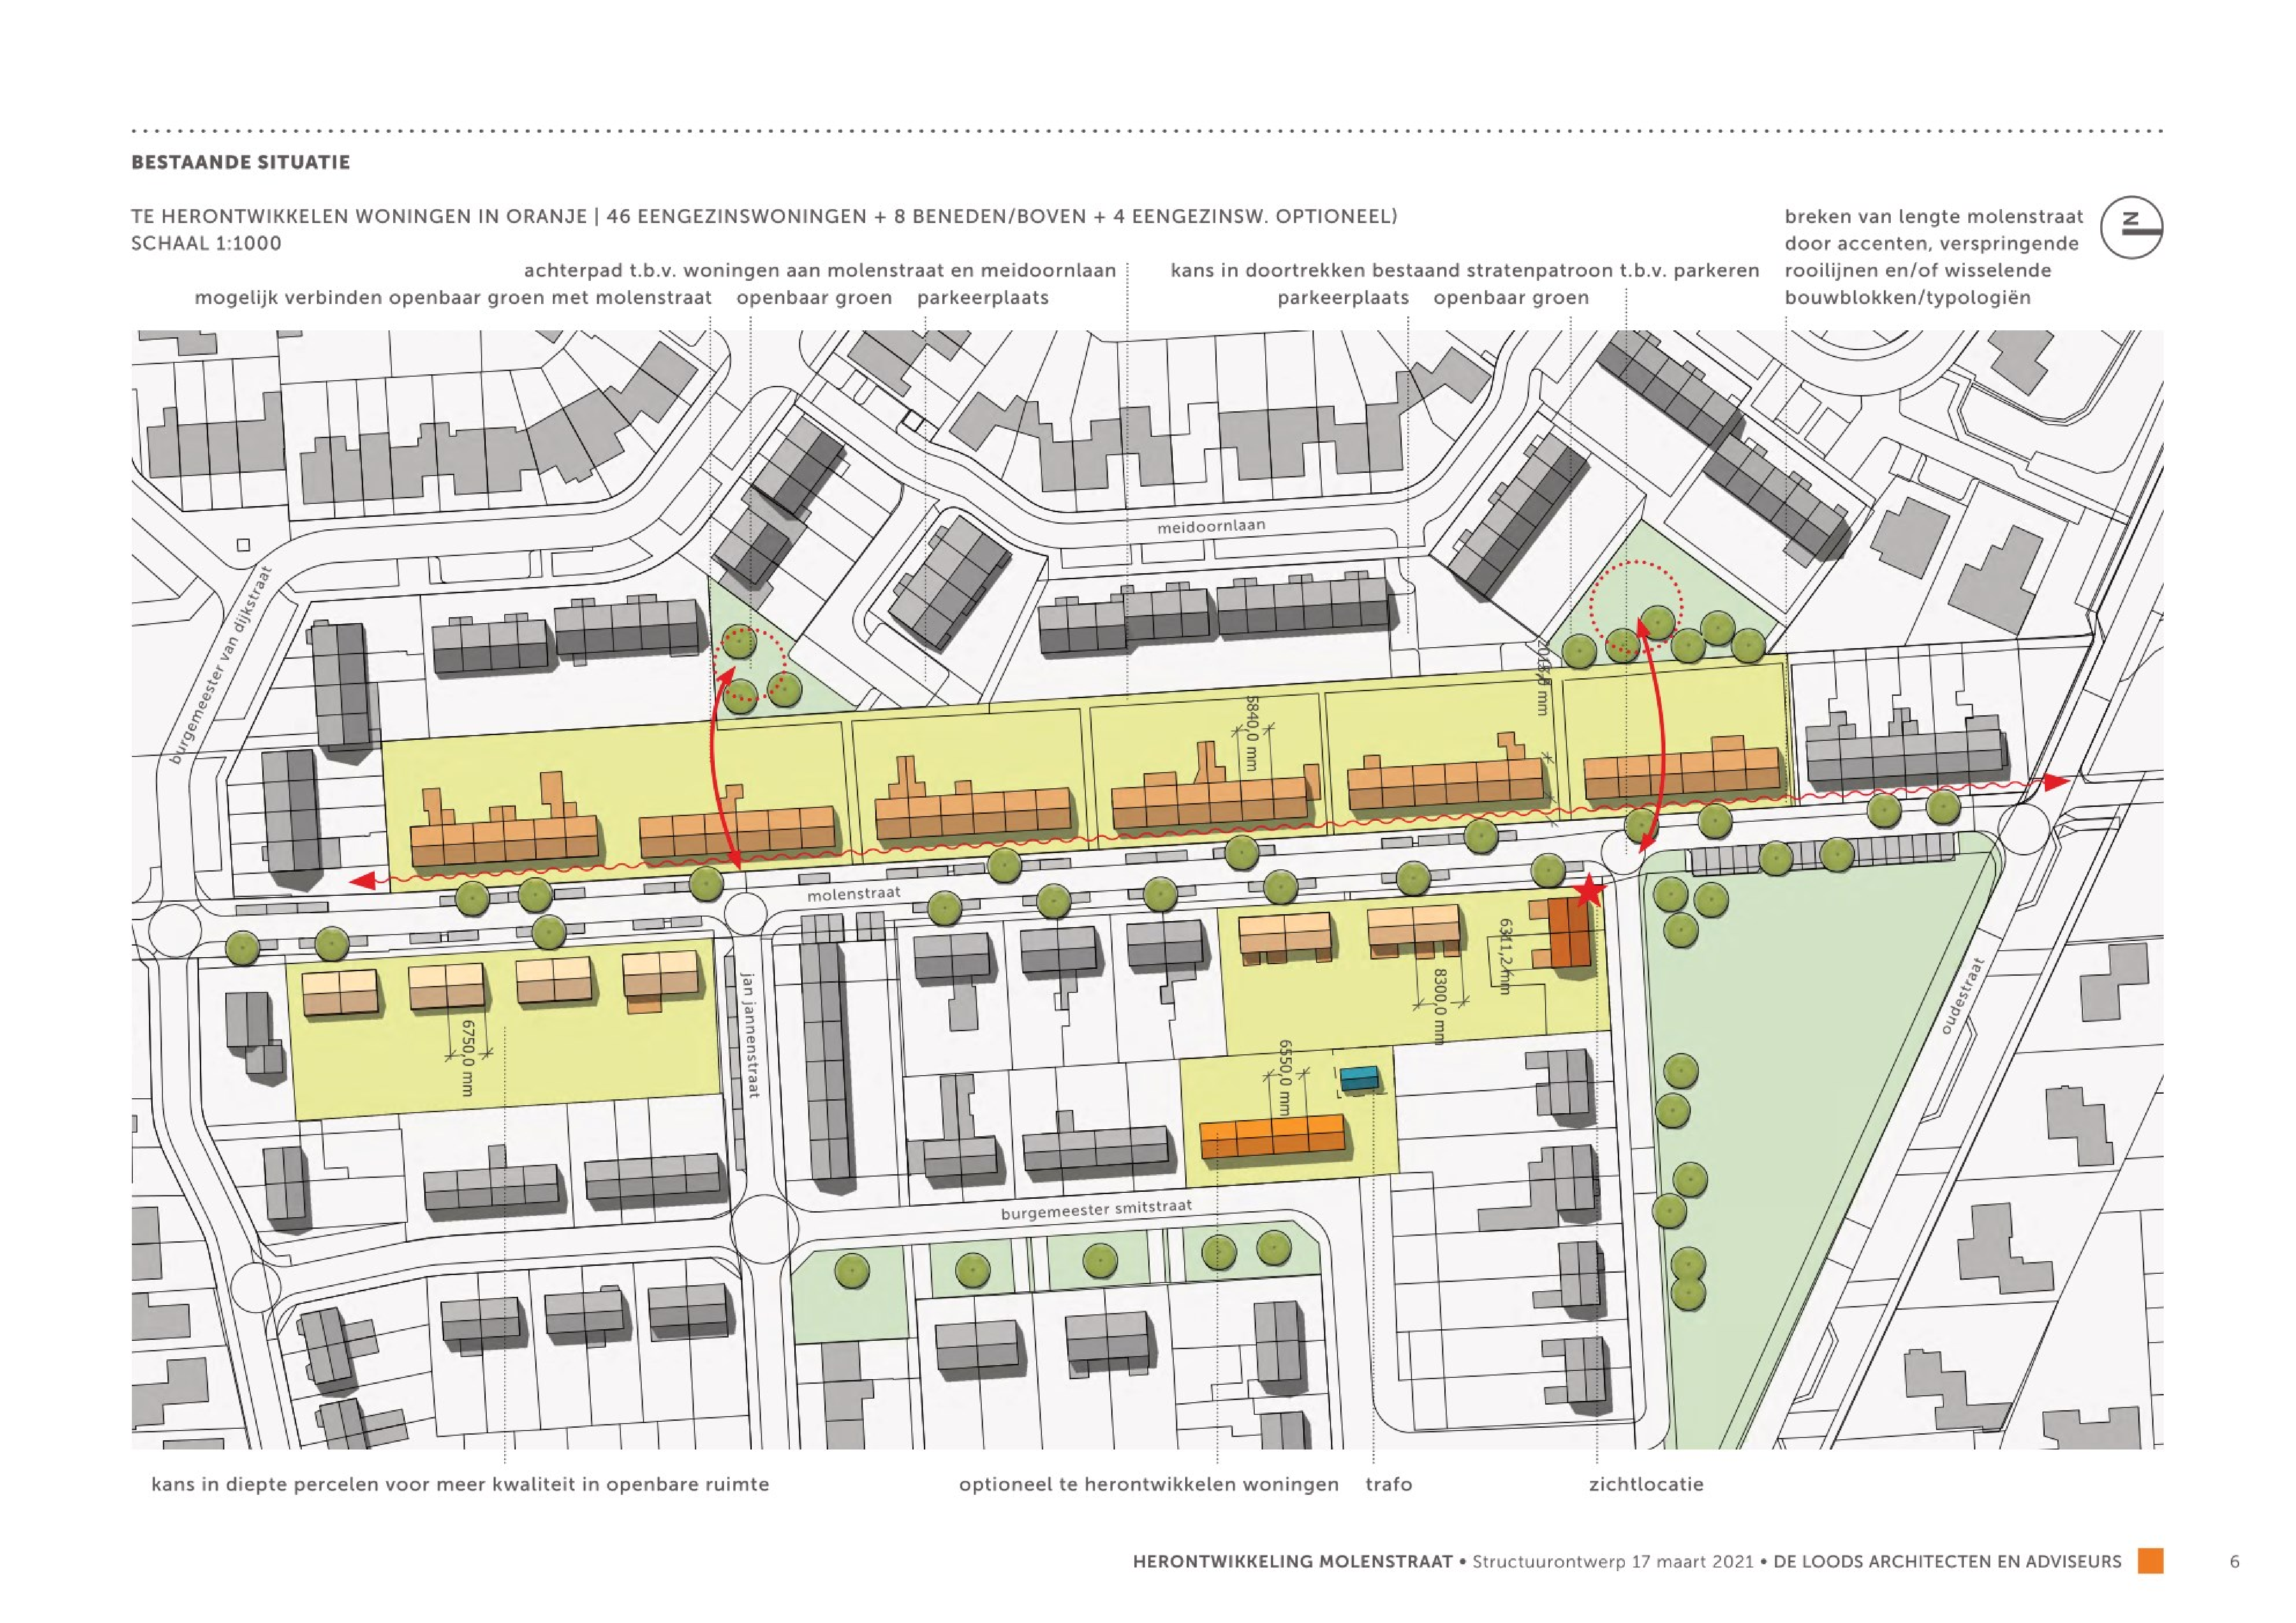 BESTAANDE SITUATIE
TE HERONTWIKKELEN WONINGEN IN ORANJE | 46 EENGEZINSWONINGEN + 8 BENEDEN/BOVEN + 4 EENGEZINSW. OPTIONEEL)
SCHAAL 1:1000
breken van lengte molenstraat
door accenten, verspringende
rooilijnen en/of wisselende
bouwblokken/typologiën
N
achterpad t.b.v. woningen aan molenstraat en meidoornlaan
kans in doortrekken bestaand stratenpatroon t.b.v. parkeren
mogelijk verbinden openbaar groen met molenstraat
openbaar groen
parkeerplaats
parkeerplaats
openbaar groen
meidoornlaan
burgemeester van dijkstraat
5840,0 mm
molenstraat
jan jannenstraat
6750,0 mm
6311,2 mm
8300,0 mm
6550,0 mm
oudestraat
burgemeester smitstraat
kans in diepte percelen voor meer kwaliteit in openbare ruimte
optioneel te herontwikkelen woningen
trafo
zichtlocatie
HERONTWIKKELING MOLENSTRAAT • Structuurontwerp 17 maart 2021 • DE LOODS ARCHITECTEN EN ADVISEURS
6